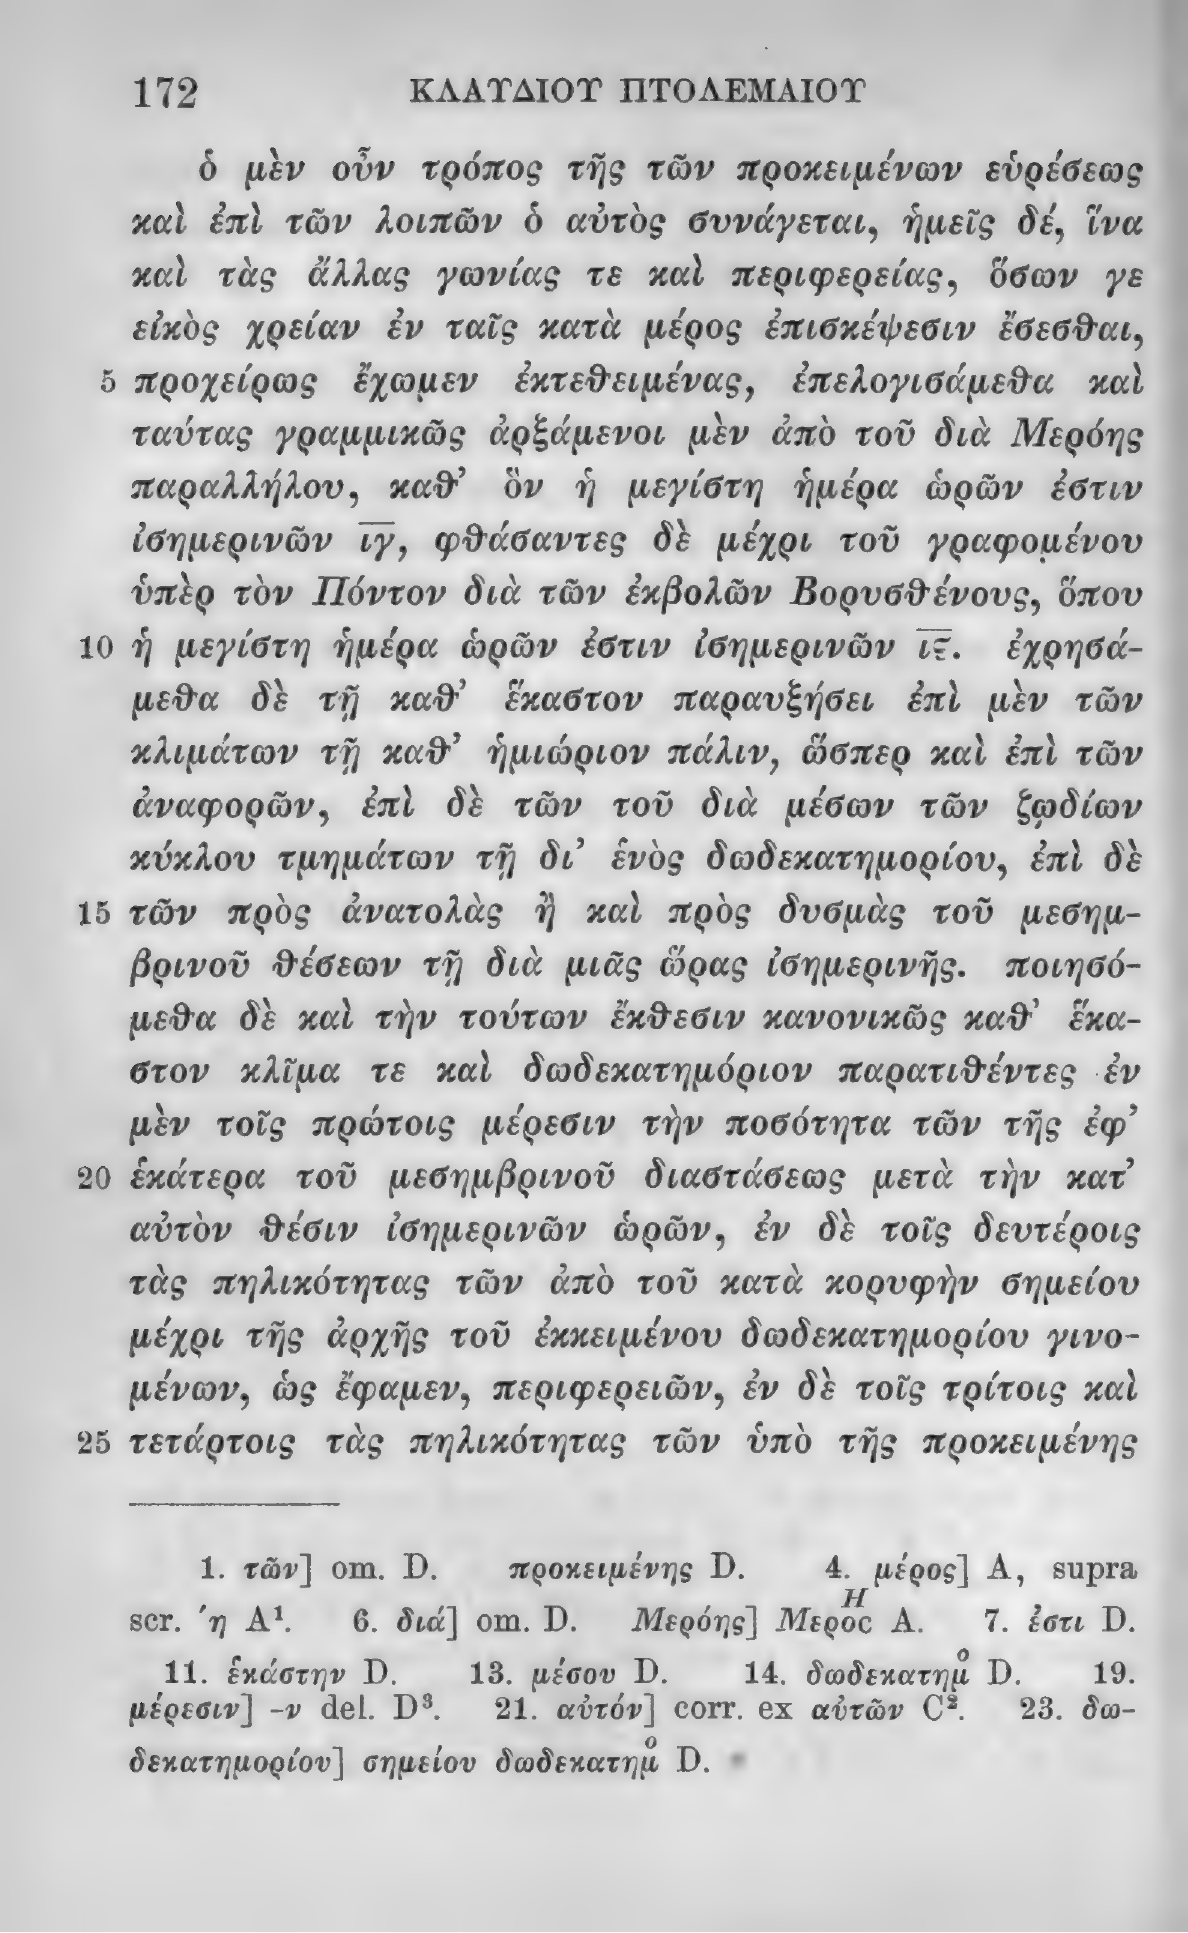 172 ΚΛΑΥΔΙΟΥ ΠΤΟΛΕΜΑΙΟΥ
ὁ μὲν οὖν τρόπος τῆς τῶν προκειμένων εὑρέσεως
καὶ ἐπὶ τῶν λοιπῶν ὁ αὐτὸς συνάγεται, ἡμεῖς δέ, ἵνα
καὶ τὰς ἄλλας γωνίας τε καὶ περιφερείας, ὅσων γε
εἰκὸς χρείαν ἐν ταῖς κατὰ μέρος ἐπισκέψεσιν ἔσεσθαι,
5 προχείρως ἔχωμεν ἐκτεθειμένας, ἐπελογισάμεθα καὶ
ταύτας γραμμικῶς ἀρξάμενοι μὲν ἀπὸ τοῦ διὰ Μερόης
παραλλήλου, καθ’ ὃν ἡ μεγίστη ἡμέρα ὡρῶν ἐστιν
ἰσημερινῶν ι̅γ̅, φθάσαντες δὲ μέχρι τοῦ γραφομένου
ὑπὲρ τὸν Πόντον διὰ τῶν ἐκβολῶν Βορυσθένους, ὅπου
10 ἡ μεγίστη ἡμέρα ὡρῶν ἐστιν ἰσημερινῶν ι̅ϛ̅. ἐχρησά-
μεθα δὲ τῇ καθ’ ἕκαστον παραυξήσει ἐπὶ μὲν τῶν
κλιμάτων τῇ καθ’ ἡμιώριον πάλιν, ὥσπερ καὶ ἐπὶ τῶν
ἀναφορῶν, ἐπὶ δὲ τῶν τοῦ διὰ μέσων τῶν ζῳδίων
κύκλου τμημάτων τῇ δι’ ἑνὸς δωδεκατημορίου, ἐπὶ δὲ
15 τῶν πρὸς ἀνατολὰς ἢ καὶ πρὸς δυσμὰς τοῦ μεσημ-
βρινοῦ θέσεων τῇ διὰ μιᾶς ὥρας ἰσημερινῆς. ποιησό-
μεθα δὲ καὶ τὴν τούτων ἔκθεσιν κανονικῶς καθ’ ἕκα-
στον κλῖμα τε καὶ δωδεκατημόριον παρατιθέντες ἐν
μὲν τοῖς πρώτοις μέρεσιν τὴν ποσότητα τῶν τῆς ἐφ’
20 ἑκάτερα τοῦ μεσημβρινοῦ διαστάσεως μετὰ τὴν κατ’
αὐτὸν θέσιν ἰσημερινῶν ὡρῶν, ἐν δὲ τοῖς δευτέροις
τὰς πηλικότητας τῶν ἀπὸ τοῦ κατὰ κορυφὴν σημείου
μέχρι τῆς ἀρχῆς τοῦ ἐκκειμένου δωδεκατημορίου γινο-
μένων, ὡς ἔφαμεν, περιφερειῶν, ἐν δὲ τοῖς τρίτοις καὶ
25 τετάρτοις τὰς πηλικότητας τῶν ὑπὸ τῆς προκειμένης
1. τῶν] om. D. προκειμένης D. 4. μέρος] A, supra
scr. ΄η A¹. 6. διά] om. D. Μερόης] Μεροⲥ͑Η A. 7. ἐστι D.
11. ἑκάστην D. 13. μέσου D. 14. δωδεκατημ̊ D. 19.
μέρεσιν] -ν del. D³. 21. αὐτόν] corr. ex αὐτῶν C². 23. δω-
δεκατημορίου] σημείου δωδεκατημ̊ D.